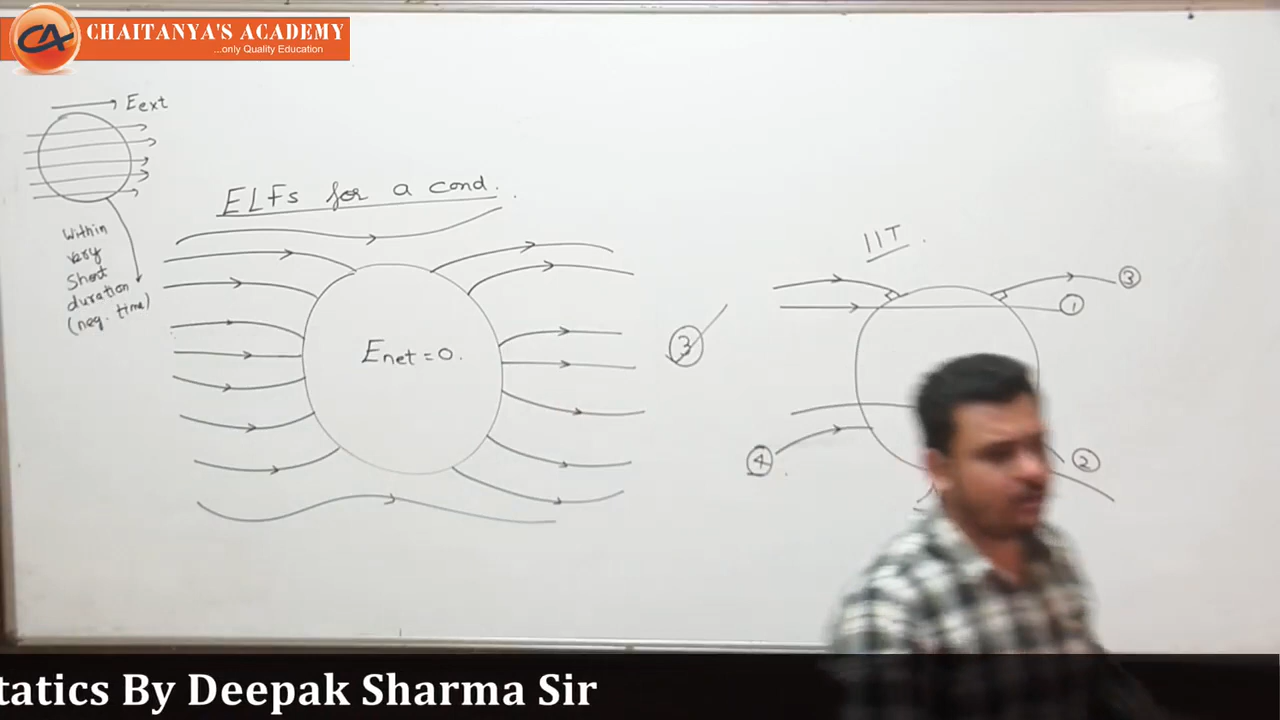 CHAITANYA'S ACADEMY
...only Quality Education
Eext
Within
very
Short
duration
(neg. time)
ELFs for a cond.
Enet = 0.
3
IIT
3
1
4
2
tatics By Deepak Sharma Sir